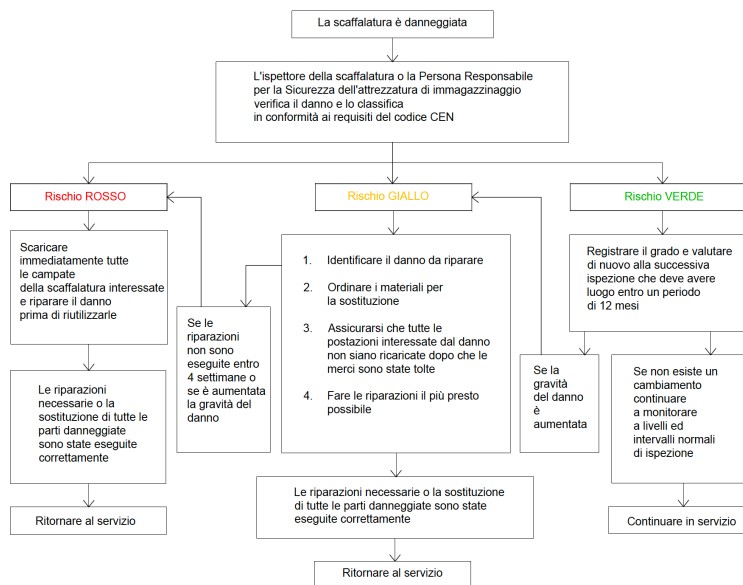 La scaffalatura è danneggiata
L'ispettore della scaffalatura o la Persona Responsabile
per la Sicurezza dell'attrezzatura di immagazzinaggio
verifica il danno e lo classifica
in conformità ai requisiti del codice CEN
Rischio ROSSO
Rischio GIALLO
Rischio VERDE
Scaricare
immediatamente tutte
le campate
della scaffalatura interessate
e riparare il danno
prima di riutilizzarle
Se le
riparazioni
non sono
eseguite entro
4 settimane o
se è aumentata
la gravità del
danno
1. Identificare il danno da riparare
2. Ordinare i materiali per
la sostituzione
3. Assicurarsi che tutte le
postazioni interessate dal danno
non siano ricaricate dopo che le
merci sono state tolte
4. Fare le riparazioni il più presto
possibile
Se la
gravità
del danno
è
aumentata
Registrare il grado e valutare
di nuovo alla successiva
ispezione che deve avere
luogo entro un periodo
di 12 mesi
Le riparazioni
necessarie o la
sostituzione di tutte le
parti danneggiate
sono state eseguite
correttamente
Se non esiste un
cambiamento
continuare
a monitorare
a livelli ed
intervalli normali
di ispezione
Le riparazioni necessarie o la sostituzione
di tutte le parti danneggiate sono state
eseguite correttamente
Ritornare al servizio
Continuare in servizio
Ritornare al servizio